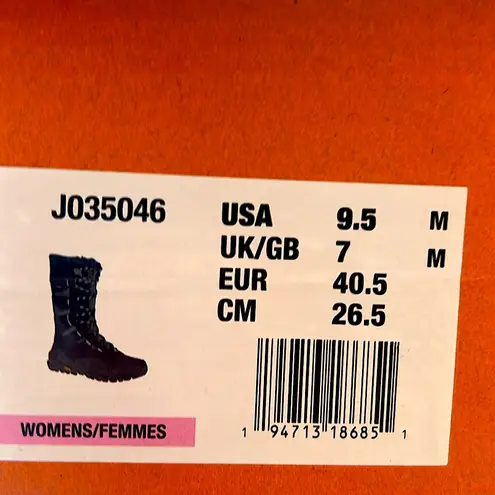 J035046
USA 9.5 M
UK/GB 7 M
EUR 40.5
CM 26.5
WOMENS/FEMMES
1 94713 18685 1